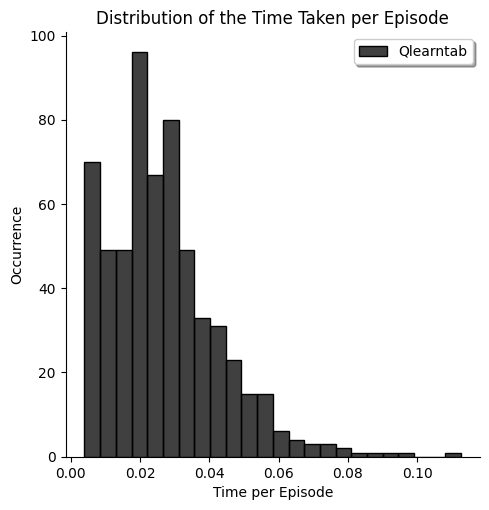 Distribution of the Time Taken per Episode
Qlearntab
100
80
60
40
20
0
Occurrence
0.00 0.02 0.04 0.06 0.08 0.10
Time per Episode